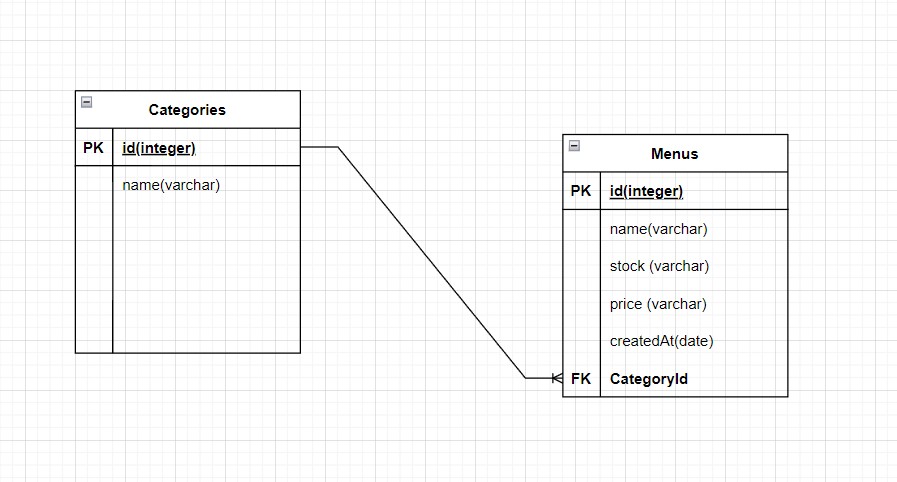 Categories
PK id(integer)
name(varchar)
Menus
PK id(integer)
name(varchar)
stock (varchar)
price (varchar)
createdAt(date)
FK CategoryId